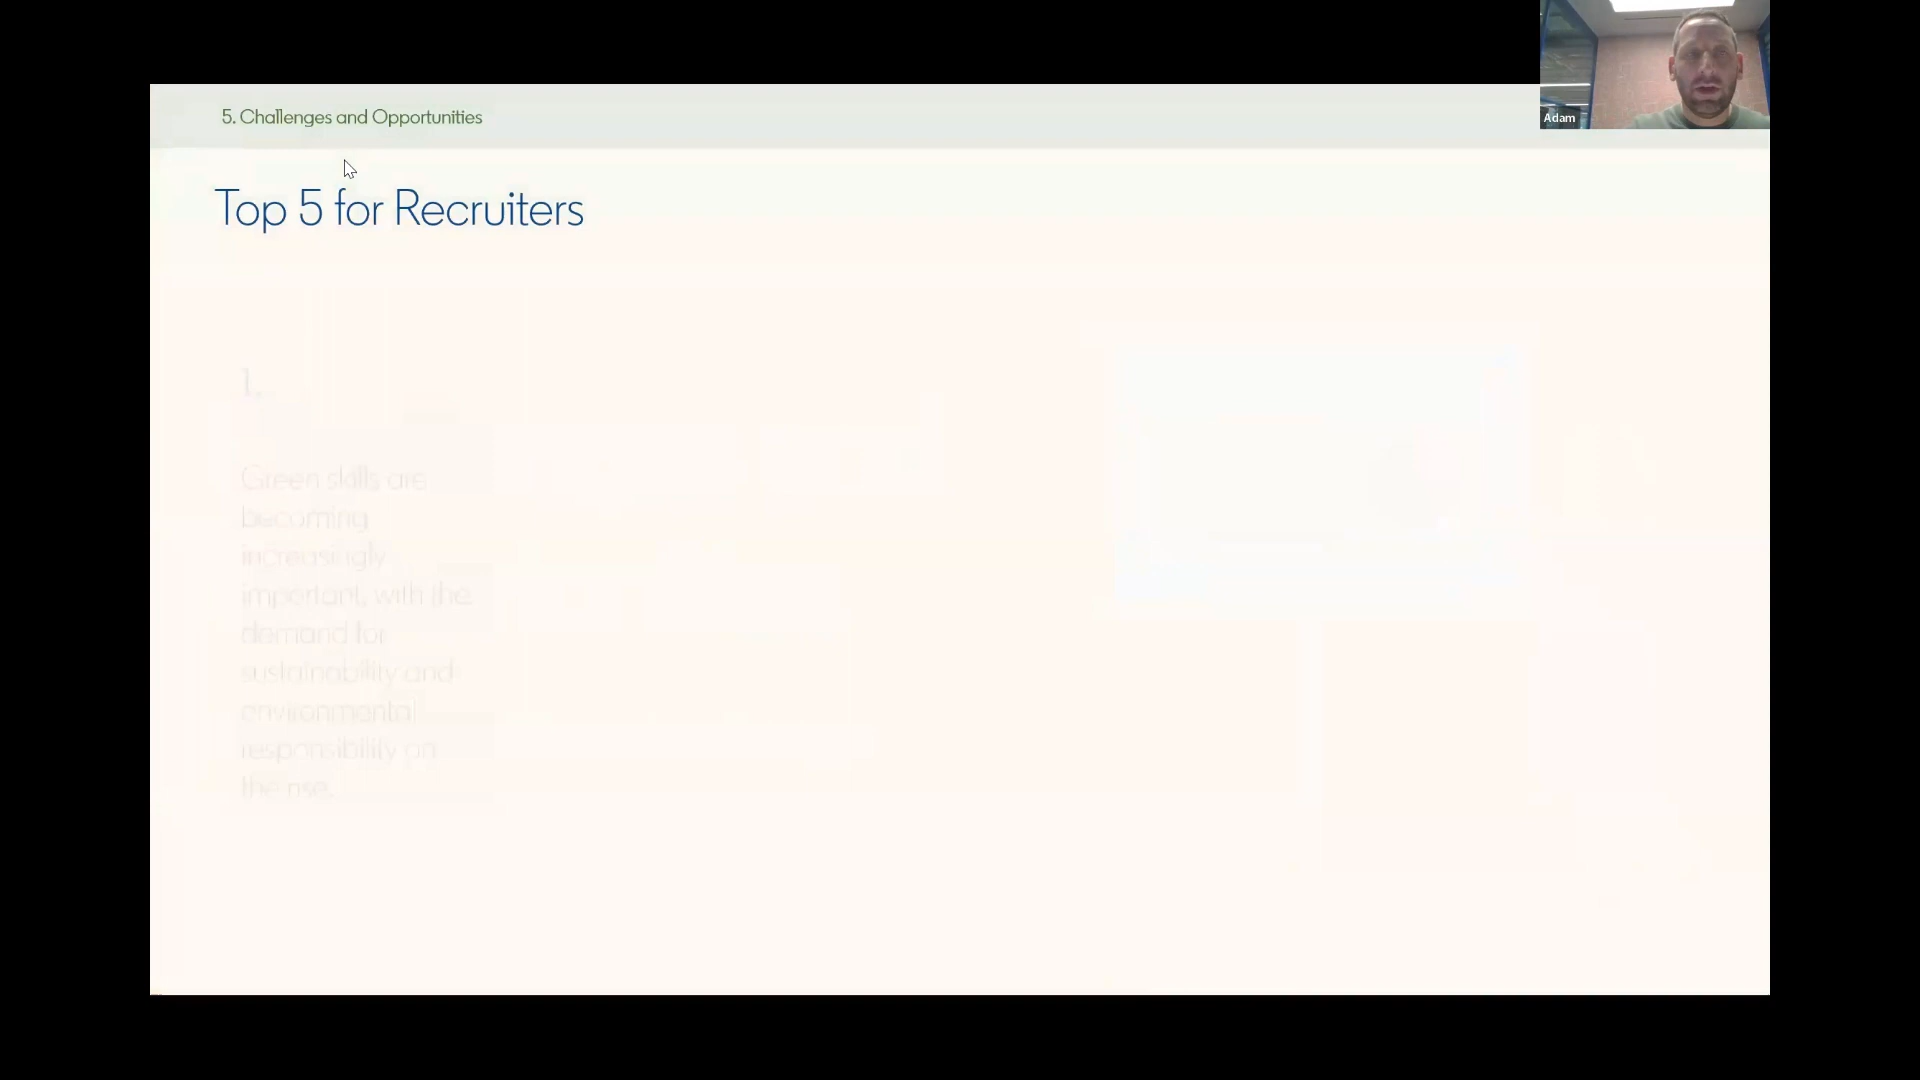 5. Challenges and Opportunities
Adam
Top 5 for Recruiters
1.
Green skills are
becoming
increasingly
important, with the
demand for
sustainability and
environmental
responsibility on
the rise.